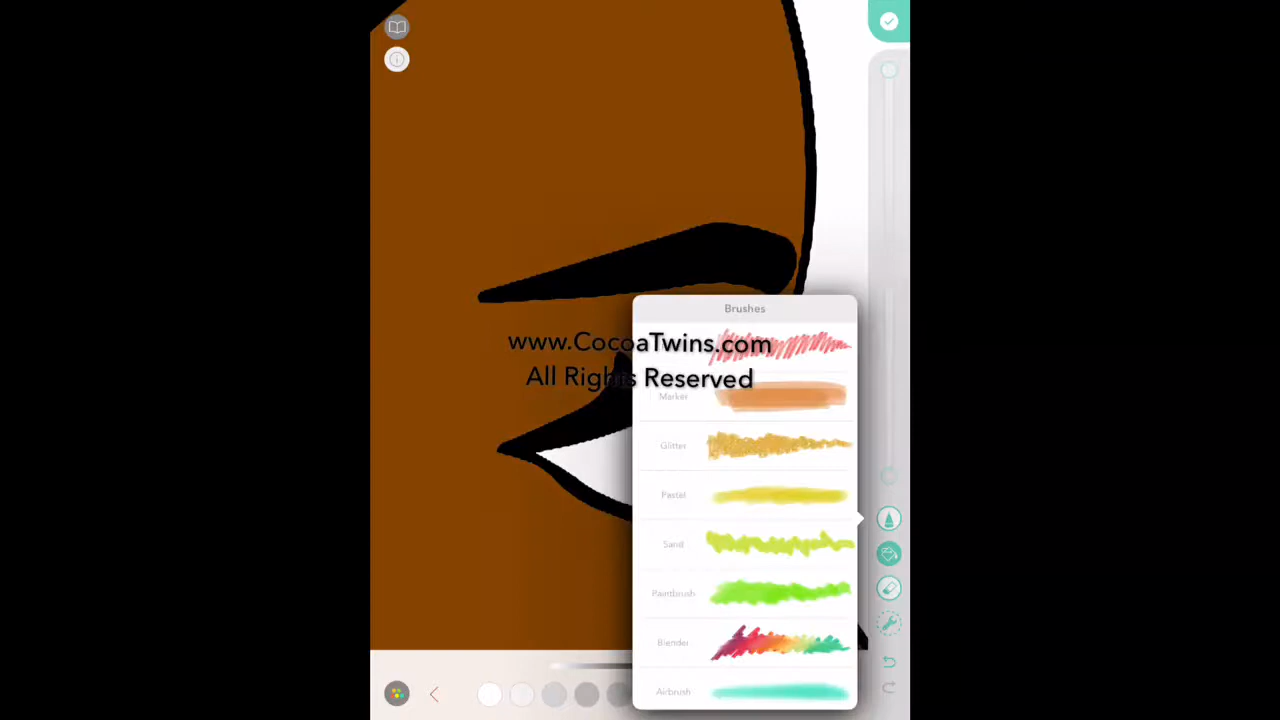 Brushes
www.CocoaTwins.com
All Rights Reserved
Marker
Glitter
Pastel
Sand
Paintbrush
Blender
Airbrush